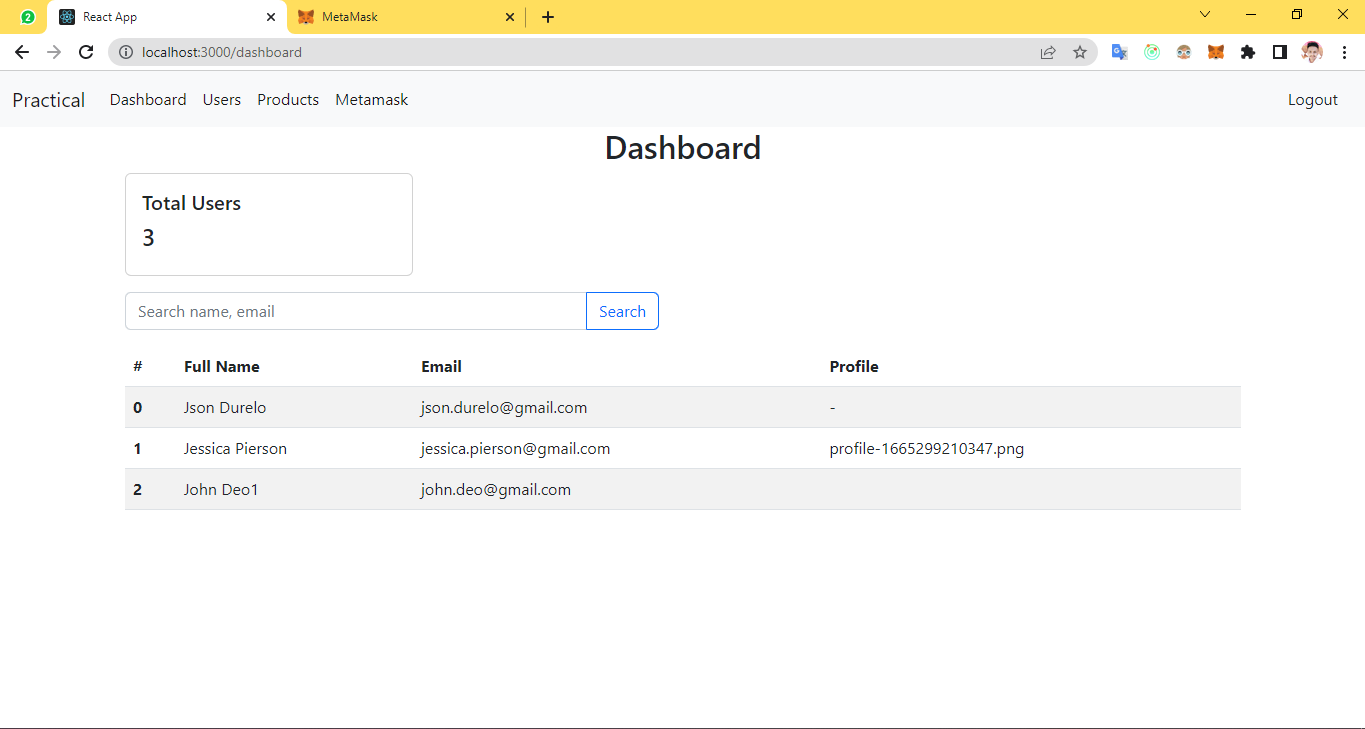 2 React App MetaMask
localhost:3000/dashboard
Practical Dashboard Users Products Metamask Logout
Dashboard
Total Users
3
Search name, email Search
# Full Name Email Profile
0 Json Durelo json.durelo@gmail.com -
1 Jessica Pierson jessica.pierson@gmail.com profile-1665299210347.png
2 John Deo1 john.deo@gmail.com